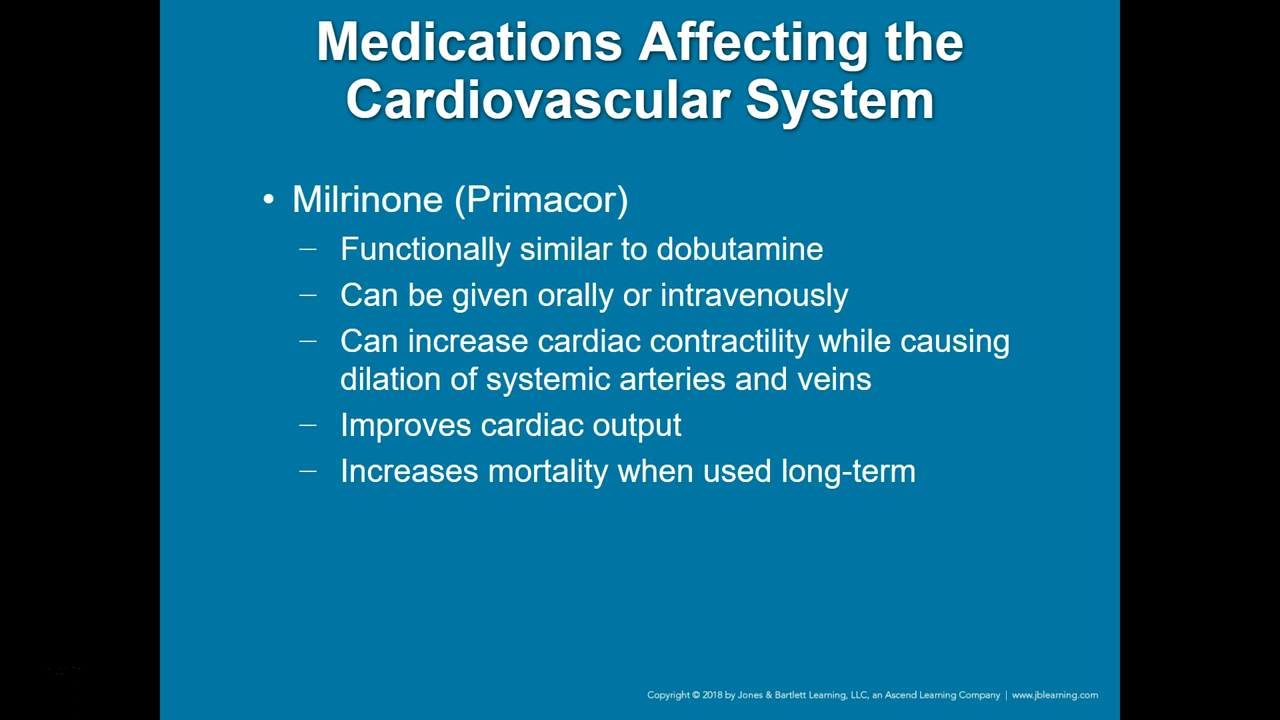 Medications Affecting the
Cardiovascular System
• Milrinone (Primacor)
– Functionally similar to dobutamine
– Can be given orally or intravenously
– Can increase cardiac contractility while causing
dilation of systemic arteries and veins
– Improves cardiac output
– Increases mortality when used long-term
Copyright © 2018 by Jones & Bartlett Learning, LLC, an Ascend Learning Company | www.jblearning.com